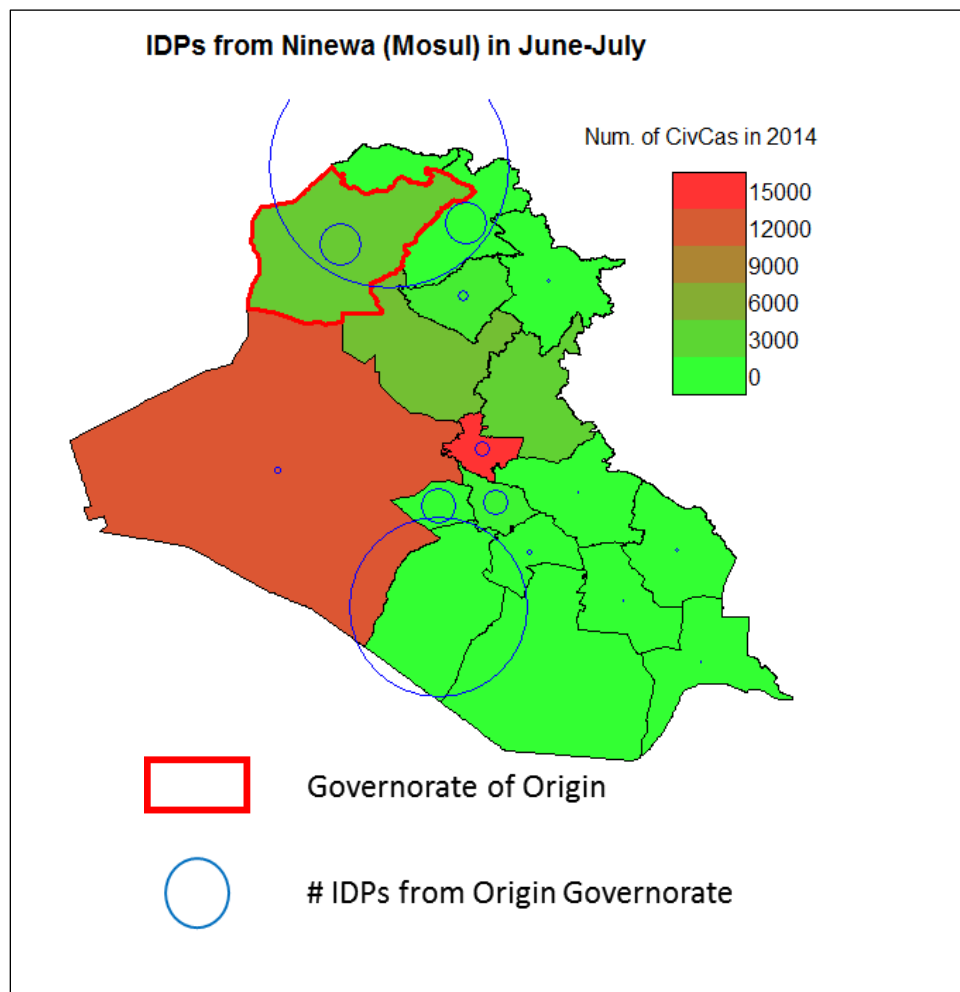 IDPs from Ninewa (Mosul) in June-July
Num. of CivCas in 2014
15000
12000
9000
6000
3000
0
Governorate of Origin
# IDPs from Origin Governorate